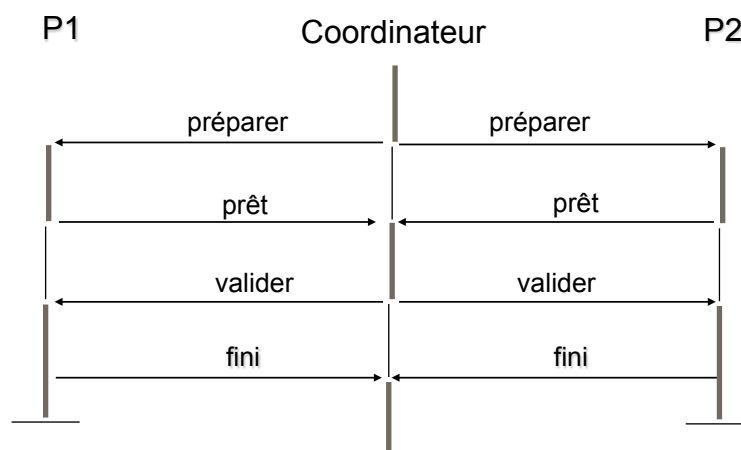 P1 Coordinateur P2
préparer préparer
prêt prêt
valider valider
fini fini